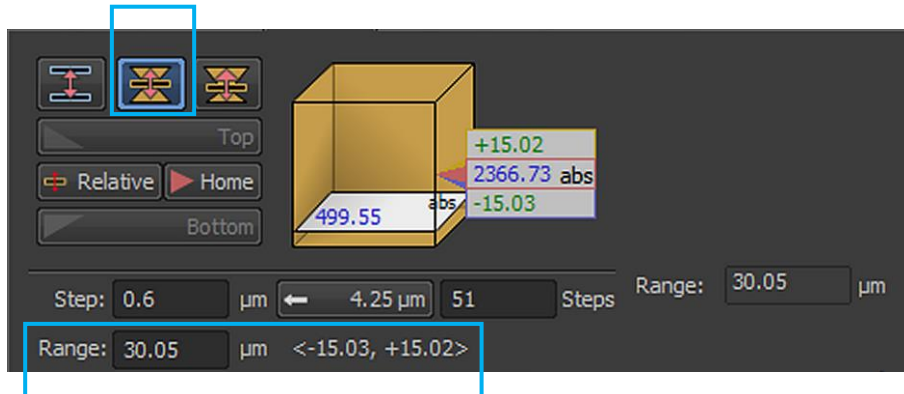 Top
Relative Home
Bottom
+15.02
2366.73 abs
-15.03
499.55 abs
Step: 0.6 µm 4.25 µm 51 Steps
Range: 30.05 µm
Range: 30.05 µm <-15.03, +15.02>